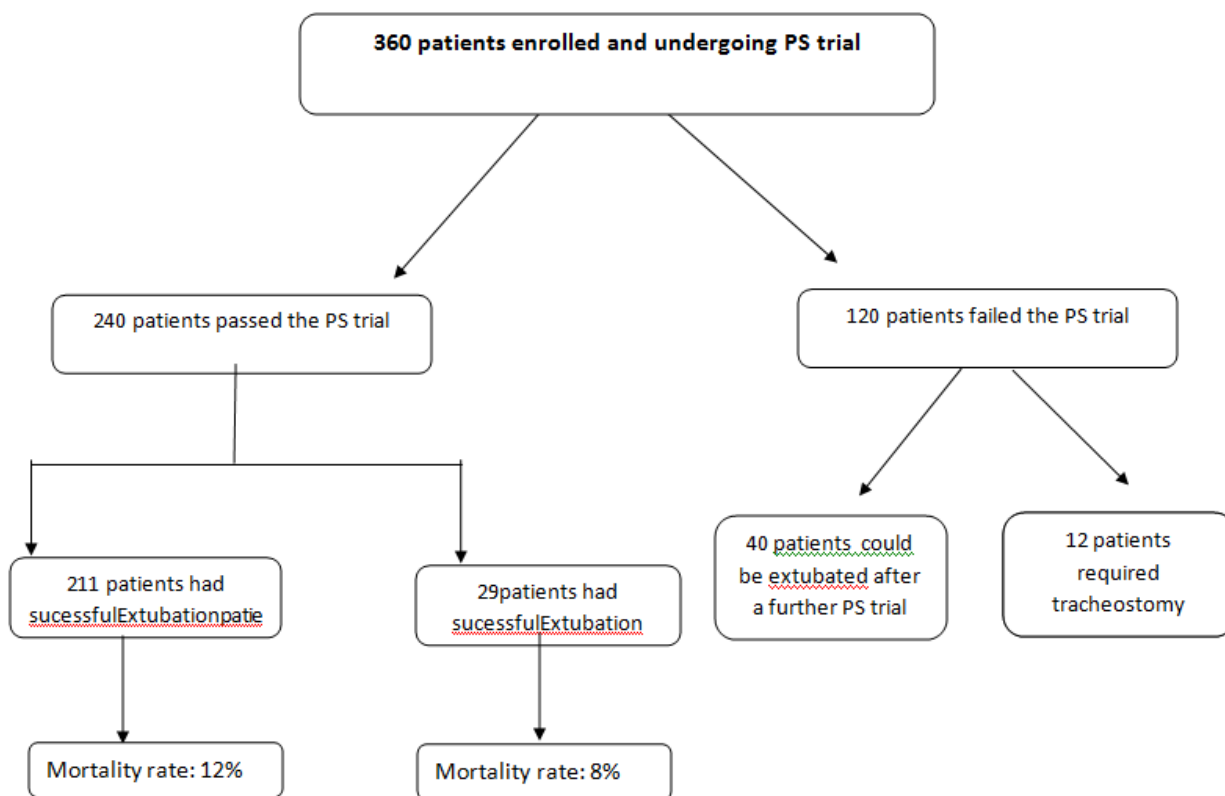 360 patients enrolled and undergoing PS trial
240 patients passed the PS trial
120 patients failed the PS trial
211 patients had
sucessfulExtubationpatie
29patients had
sucessfulExtubation
40 patients could
be extubated after
a further PS trial
12 patients
required
tracheostomy
Mortality rate: 12%
Mortality rate: 8%